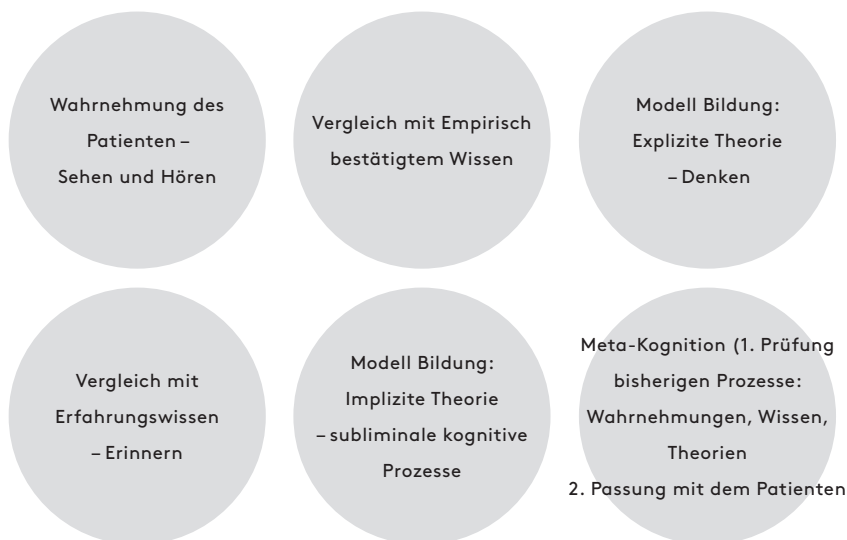 Wahrnehmung des
Patienten –
Sehen und Hören
Vergleich mit Empirisch
bestätigtem Wissen
Modell Bildung:
Explizite Theorie
– Denken
Vergleich mit
Erfahrungswissen
– Erinnern
Modell Bildung:
Implizite Theorie
– subliminale kognitive
Prozesse
Meta-Kognition (1. Prüfung
bisherigen Prozesse:
Wahrnehmungen, Wissen,
Theorien
2. Passung mit dem Patienten